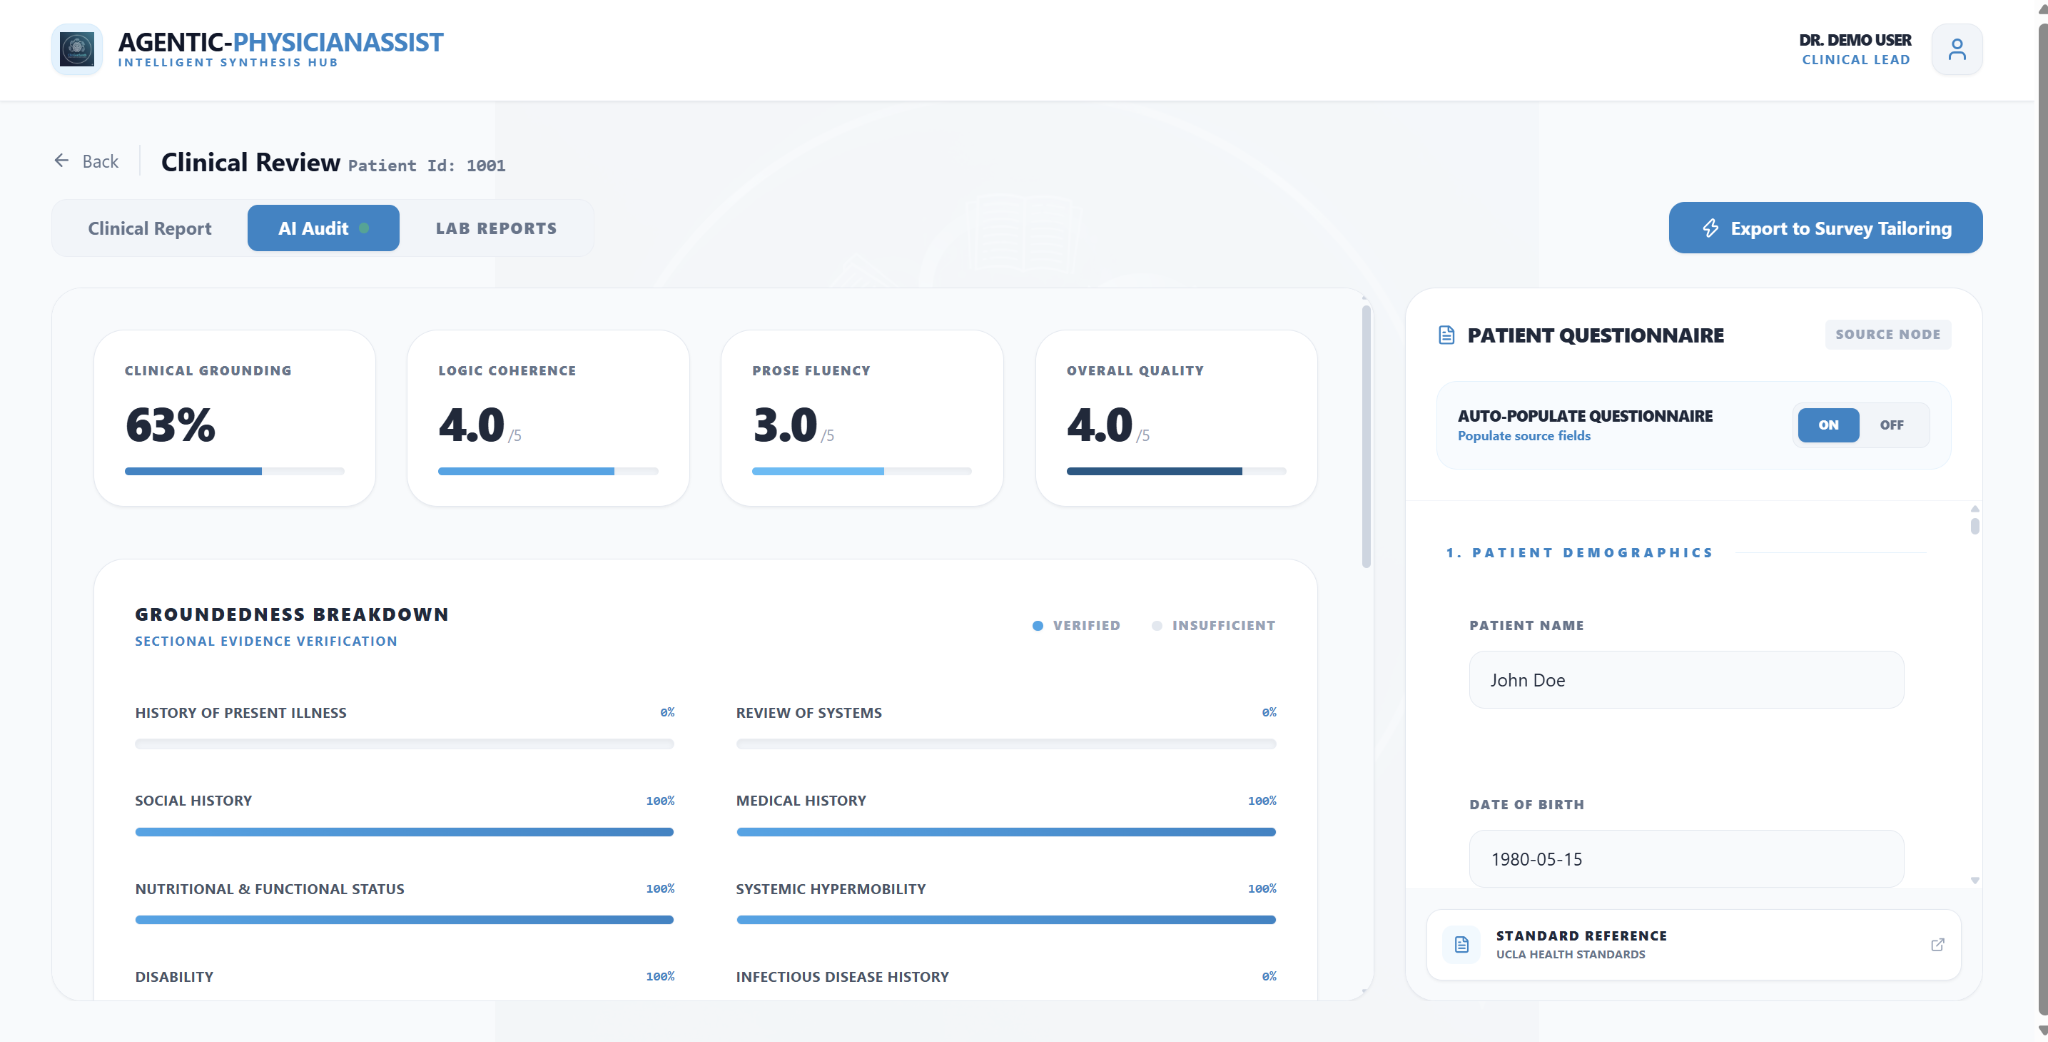 AGENTIC-PHYSICIANASSIST
INTELLIGENT SYNTHESIS HUB
DR. DEMO USER
CLINICAL LEAD
Back
Clinical Review Patient Id: 1001
Clinical Report
AI Audit
LAB REPORTS
Export to Survey Tailoring
CLINICAL GROUNDING
63%
LOGIC COHERENCE
4.0 /5
PROSE FLUENCY
3.0 /5
OVERALL QUALITY
4.0 /5
GROUNDEDNESS BREAKDOWN
SECTIONAL EVIDENCE VERIFICATION
VERIFIED
INSUFFICIENT
HISTORY OF PRESENT ILLNESS 0%
REVIEW OF SYSTEMS 0%
SOCIAL HISTORY 100%
MEDICAL HISTORY 100%
NUTRITIONAL & FUNCTIONAL STATUS 100%
SYSTEMIC HYPERMOBILITY 100%
DISABILITY 100%
INFECTIOUS DISEASE HISTORY 0%
PATIENT QUESTIONNAIRE
SOURCE NODE
AUTO-POPULATE QUESTIONNAIRE
Populate source fields
ON
OFF
1. PATIENT DEMOGRAPHICS
PATIENT NAME
John Doe
DATE OF BIRTH
1980-05-15
STANDARD REFERENCE
UCLA HEALTH STANDARDS